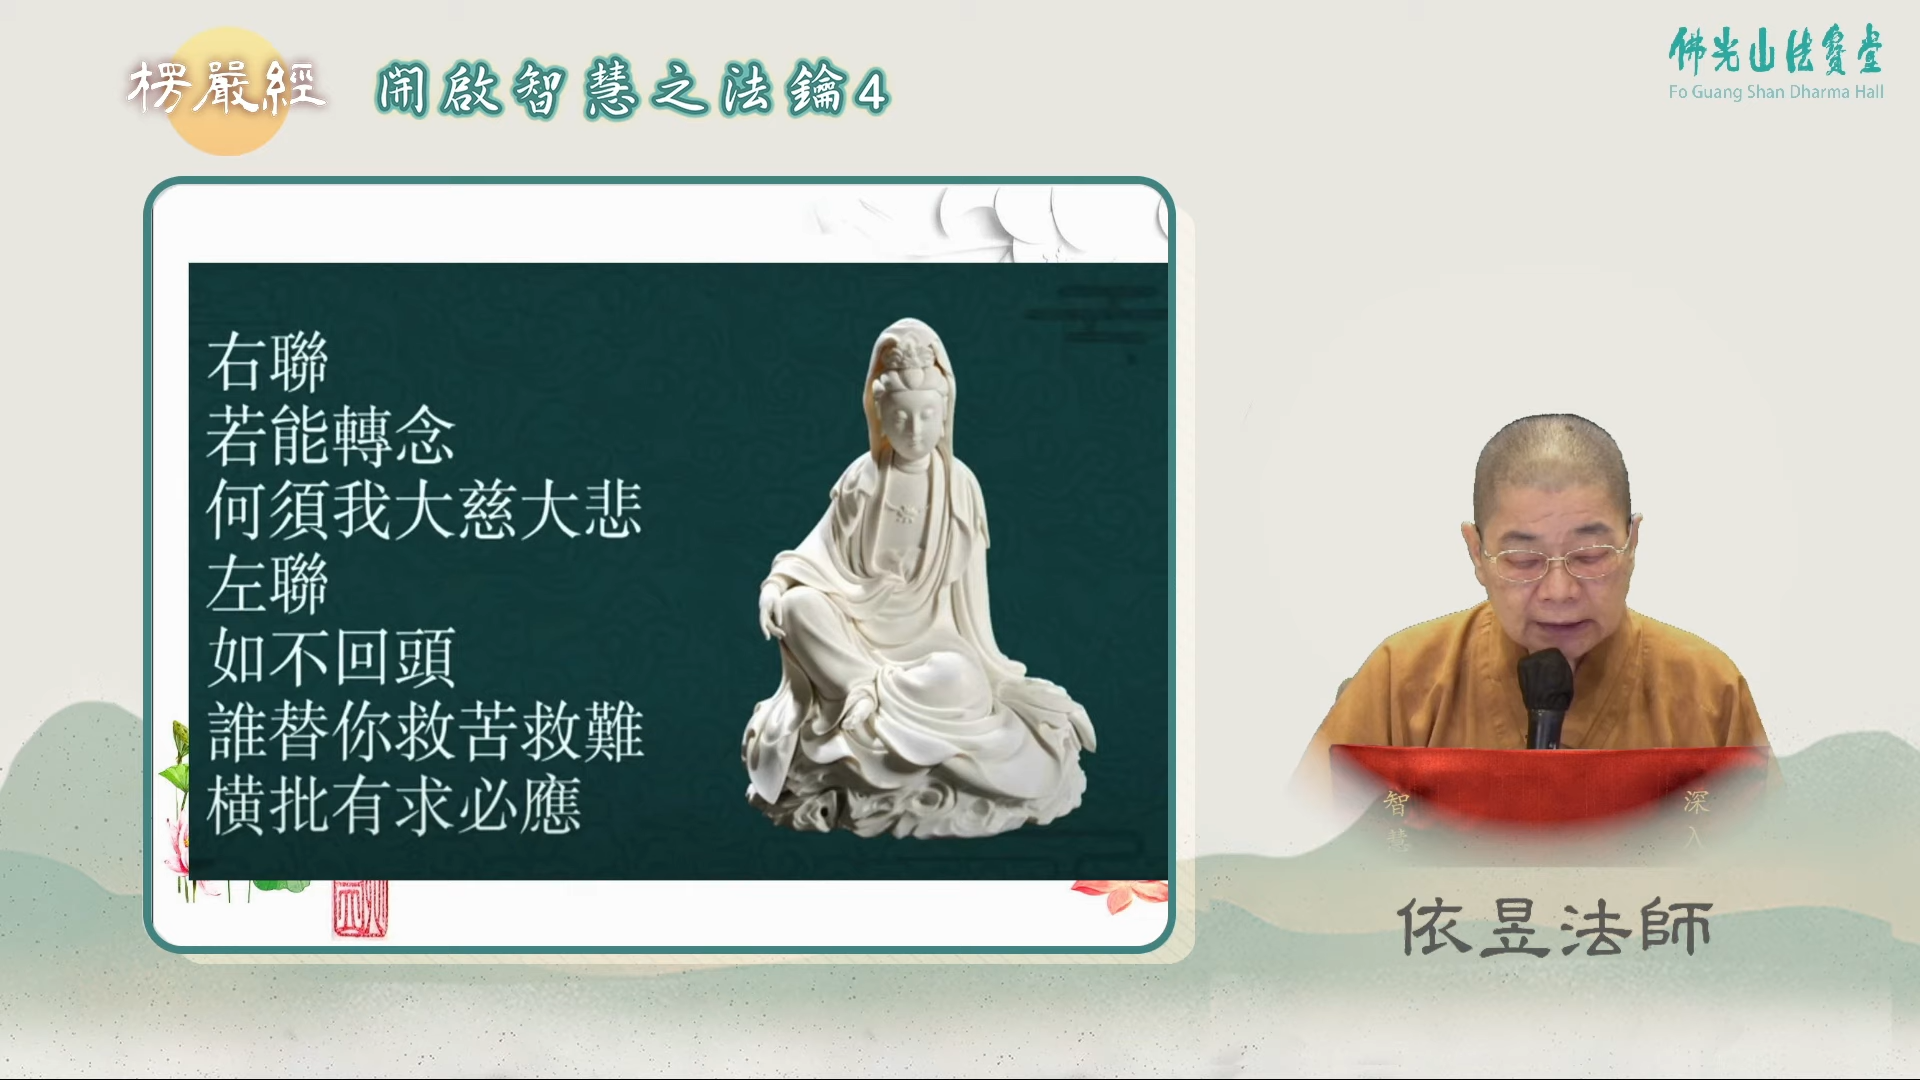 楞嚴經 開啟智慧之法鑰4
佛光山法寶堂
Fo Guang Shan Dharma Hall
右聯
若能轉念
何須我大慈大悲
左聯
如不回頭
誰替你救苦救難
橫批有求必應
智慧
深入
依昱法師